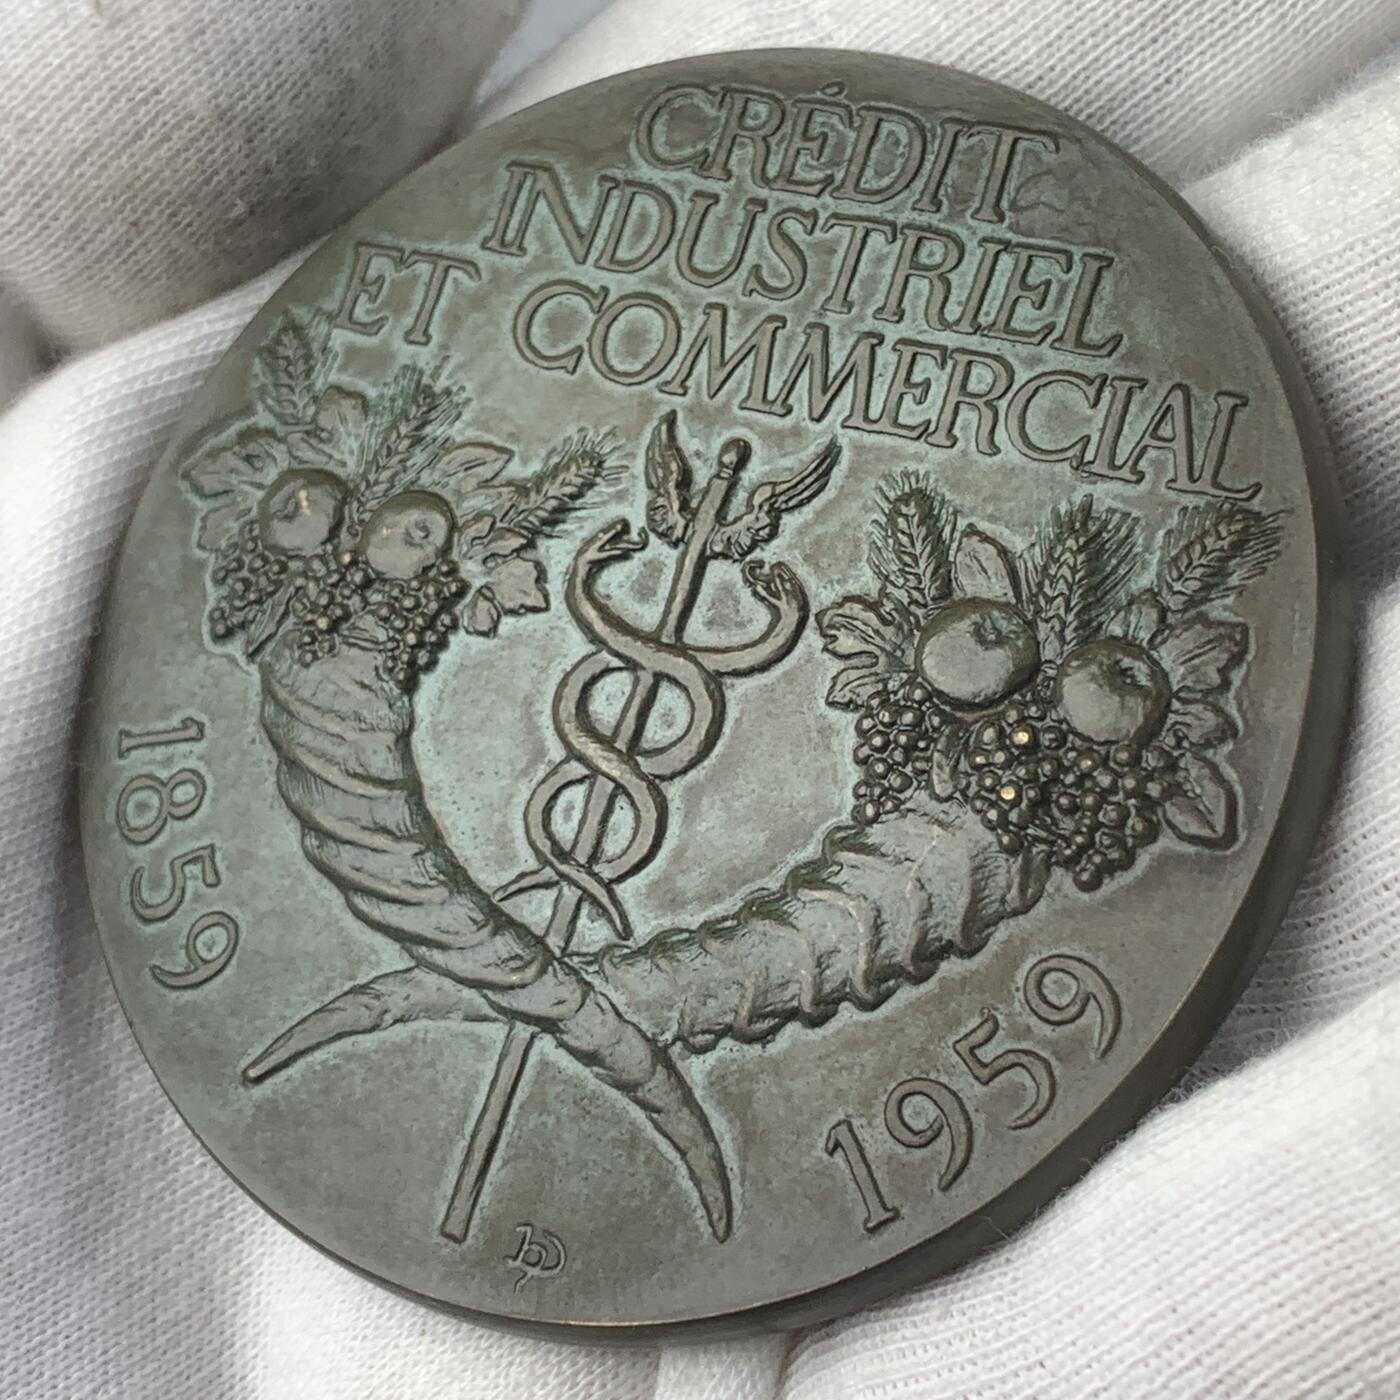 CRÉDIT
INDUSTRIEL
ET COMMERCIAL
1859
1959